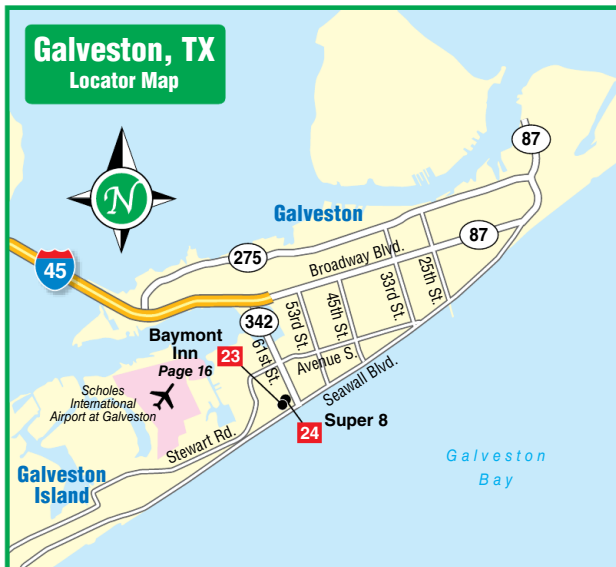 Galveston, TX
Locator Map
N
87
Galveston
87
275
Broadway Blvd.
45
25th St.
33rd St.
45th St.
53rd St.
342
61st St.
Baymont
Inn
23
Page 16
Avenue S.
Seawall Blvd.
Scholes
International
Airport at Galveston
Super 8
24
Stewart Rd.
Galveston
Island
Galveston
Bay